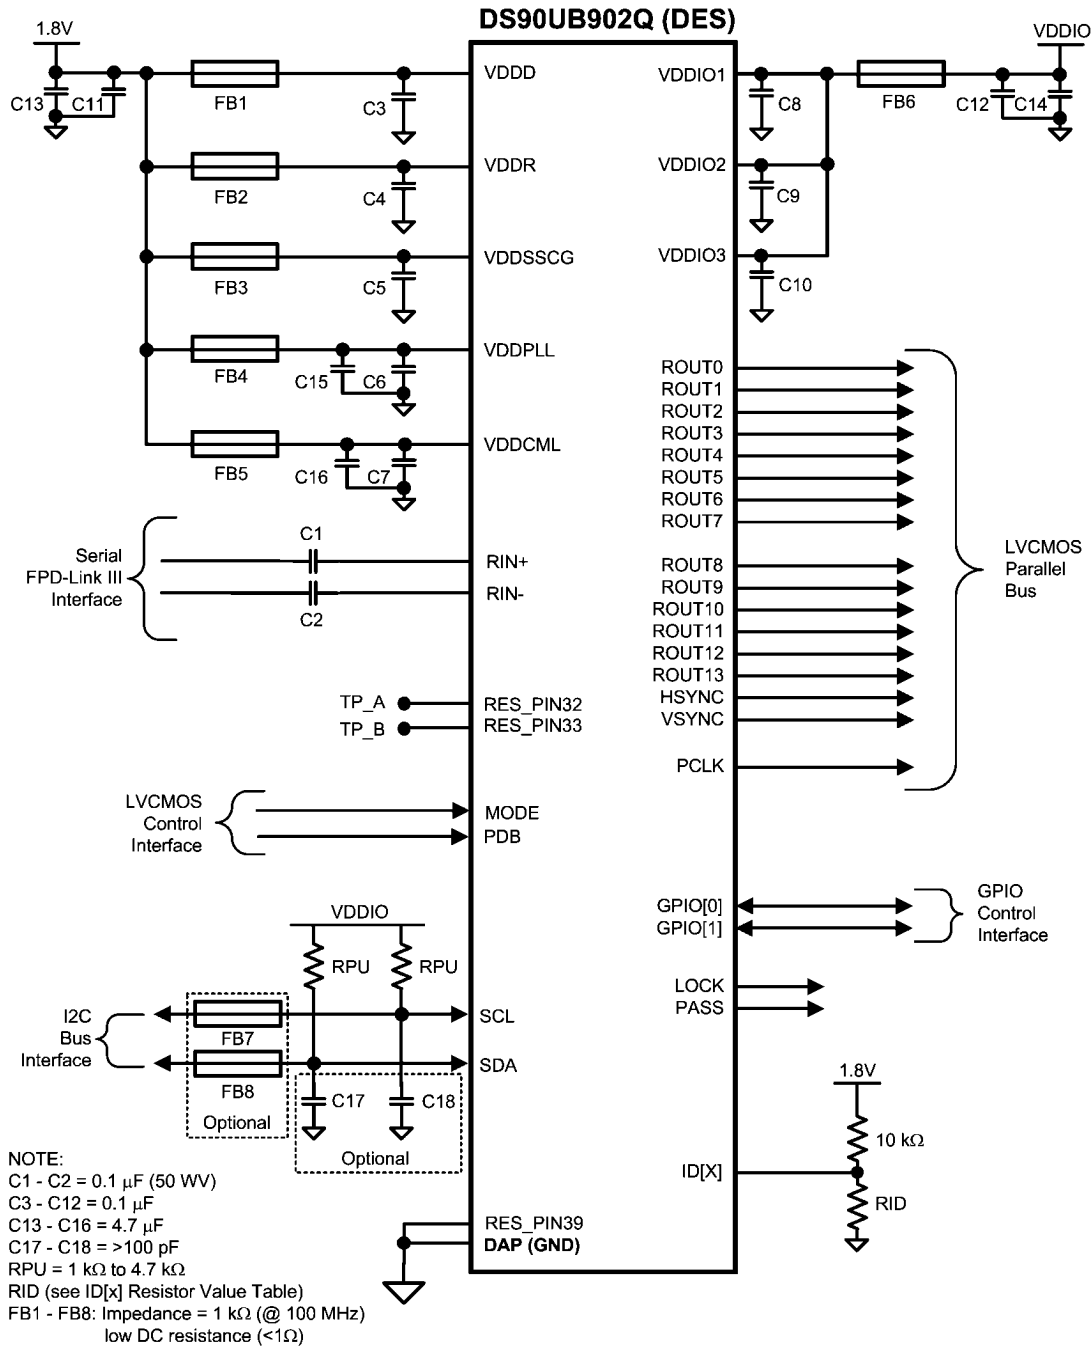 DS90UB902Q (DES)
1.8V
VDDIO
VDDD
VDDIO1
FB1
FB6
C13
C11
C3
C8
C12
C14
VDDR
VDDIO2
FB2
C4
C9
VDDSSCG
VDDIO3
FB3
C5
C10
VDDPLL
FB4
C15
C6
VDDCML
FB5
C16
C7
ROUT0
ROUT1
ROUT2
ROUT3
ROUT4
ROUT5
ROUT6
ROUT7
ROUT8
ROUT9
ROUT10
ROUT11
ROUT12
ROUT13
HSYNC
VSYNC
PCLK
LVCMOS
Parallel
Bus
Serial
FPD-Link III
Interface
C1
C2
RIN+
RIN-
TP_A
TP_B
RES_PIN32
RES_PIN33
LVCMOS
Control
Interface
MODE
PDB
GPIO[0]
GPIO[1]
GPIO
Control
Interface
LOCK
PASS
VDDIO
RPU
RPU
I2C
Bus
Interface
FB7
FB8
Optional
SCL
SDA
C17
C18
Optional
1.8V
10 kΩ
ID[X]
RID
RES_PIN39
DAP (GND)
NOTE:
C1 - C2 = 0.1 μF (50 WV)
C3 - C12 = 0.1 μF
C13 - C16 = 4.7 μF
C17 - C18 = >100 pF
RPU = 1 kΩ to 4.7 kΩ
RID (see ID[x] Resistor Value Table)
FB1 - FB8: Impedance = 1 kΩ (@ 100 MHz)
low DC resistance (<1Ω)